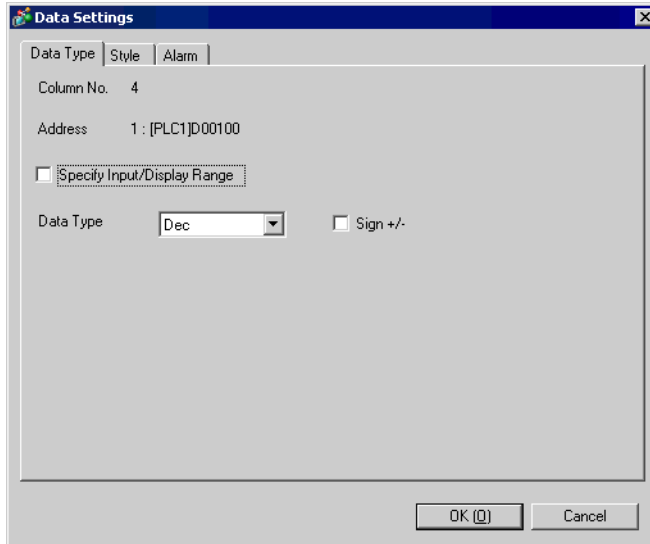 Data Settings
Data Type Style Alarm
Column No. 4
Address 1 : [PLC1]D00100
Specify Input/Display Range
Data Type Dec Sign +/-
OK (O) Cancel